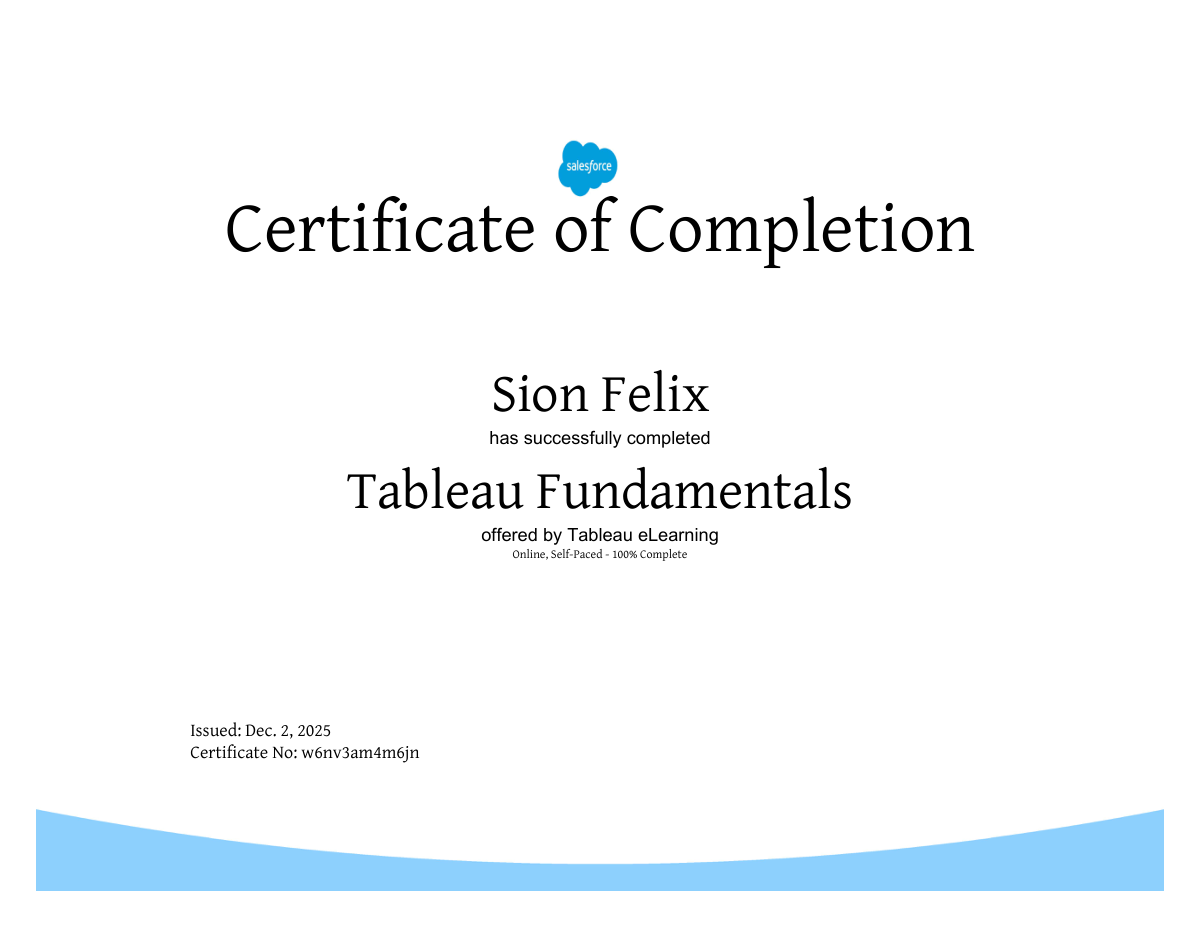 salesforce
Certificate of Completion
Sion Felix
has successfully completed
Tableau Fundamentals
offered by Tableau eLearning
Online, Self-Paced - 100% Complete
Issued: Dec. 2, 2025
Certificate No: w6nv3am4m6jn